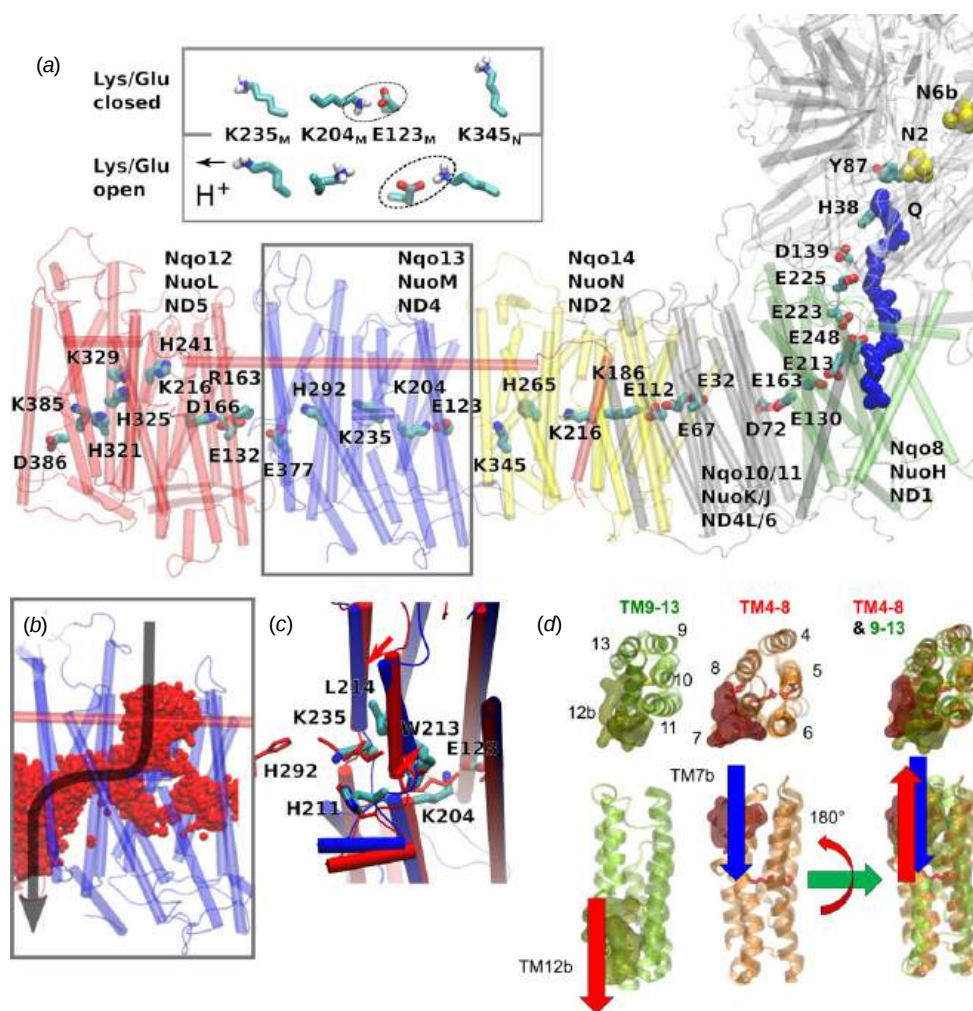 (a)
Lys/Glu
closed
K235M K204M E123M K345N
Lys/Glu
open
H+
N6b
N2
Y87
H38
Q
D139
E225
E223
E248
E213
E163
E130
D72
Nqo12
NuoL
ND5
Nqo13
NuoM
ND4
Nqo14
NuoN
ND2
K329
H241
K216
R163
K385
H325
D166
D386
H321
E132
H292
K204
E123
K235
E377
H265
K186
E112
E32
K216
E67
K345
Nqo10/11
NuoK/J
ND4L/6
Nqo8
NuoH
ND1
(b)
(c)
L214
K235
W213
E123
H292
H211
K204
(d)
TM9-13
TM4-8
TM4-8
& 9-13
13
9
10
12b
11
4
8
5
7
6
TM7b
180°
TM12b